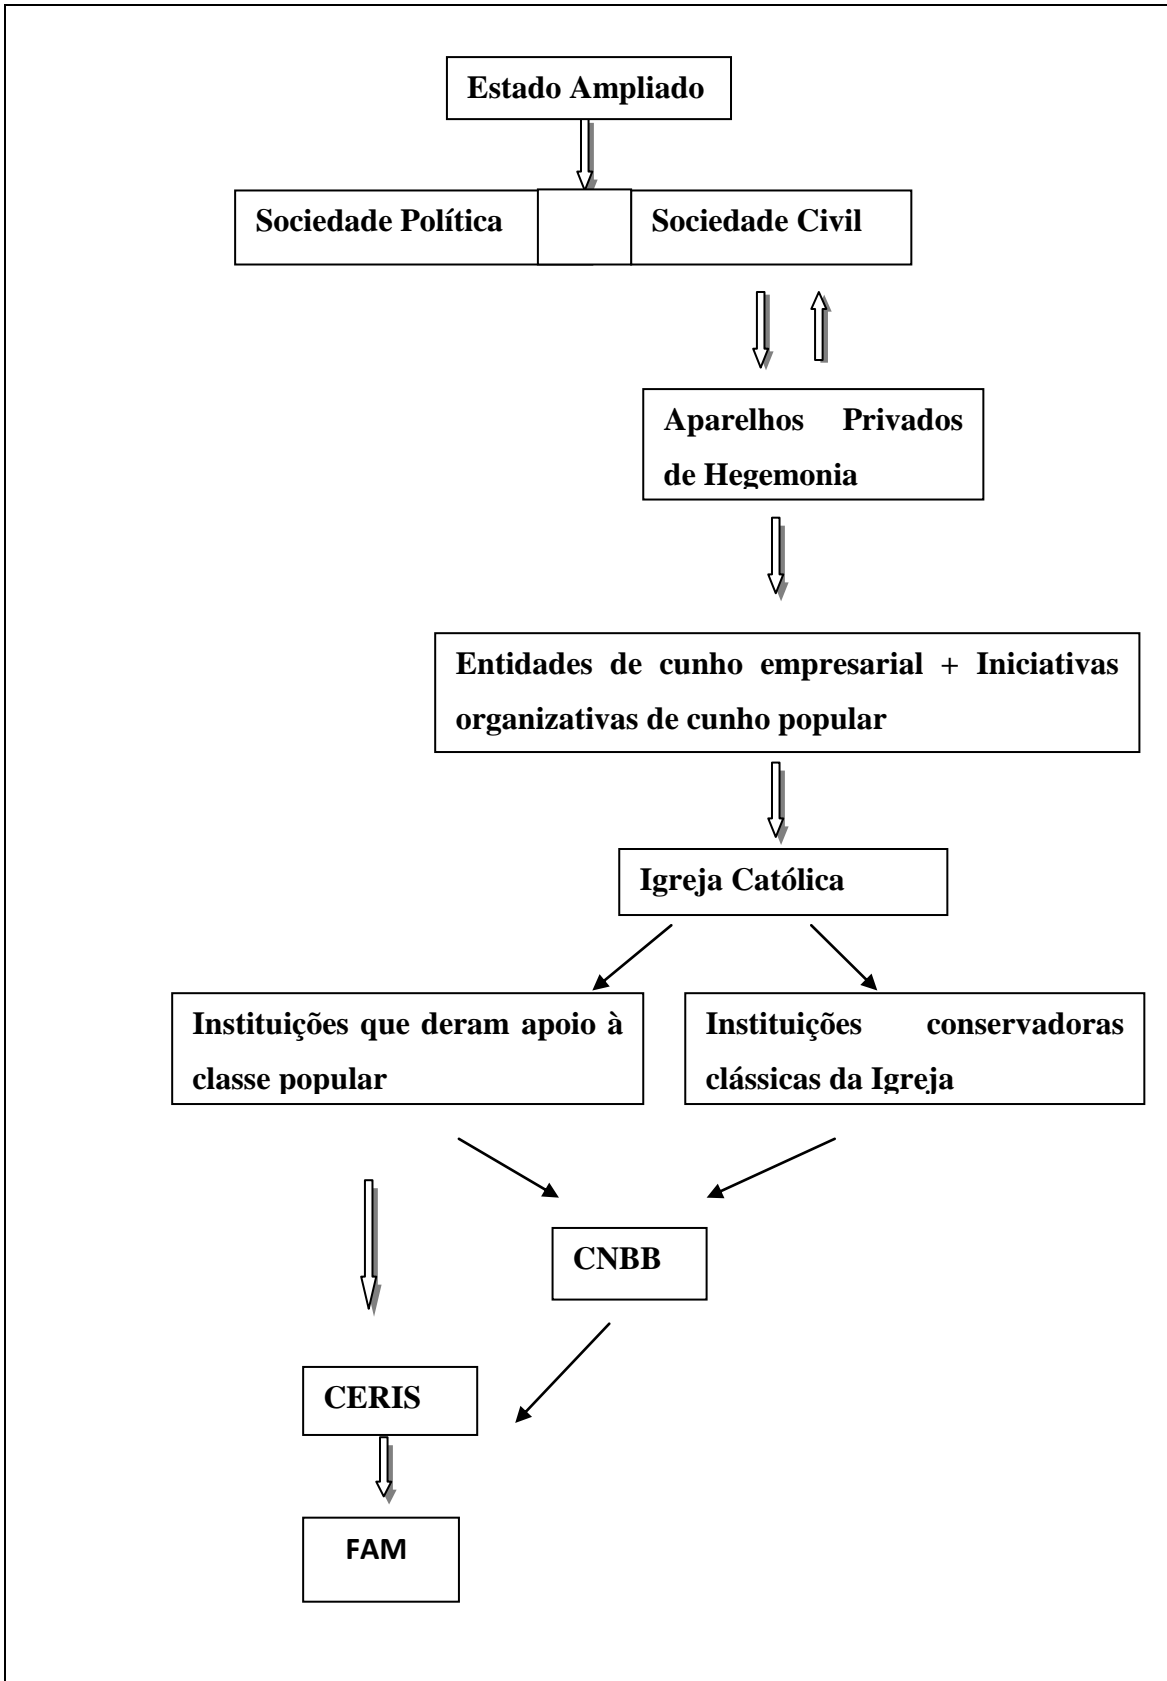 Estado Ampliado
Sociedade Política
Sociedade Civil
Aparelhos Privados
de Hegemonia
Entidades de cunho empresarial + Iniciativas
organizativas de cunho popular
Igreja Católica
Instituições que deram apoio à
classe popular
Instituições conservadoras
clássicas da Igreja
CNBB
CERIS
FAM